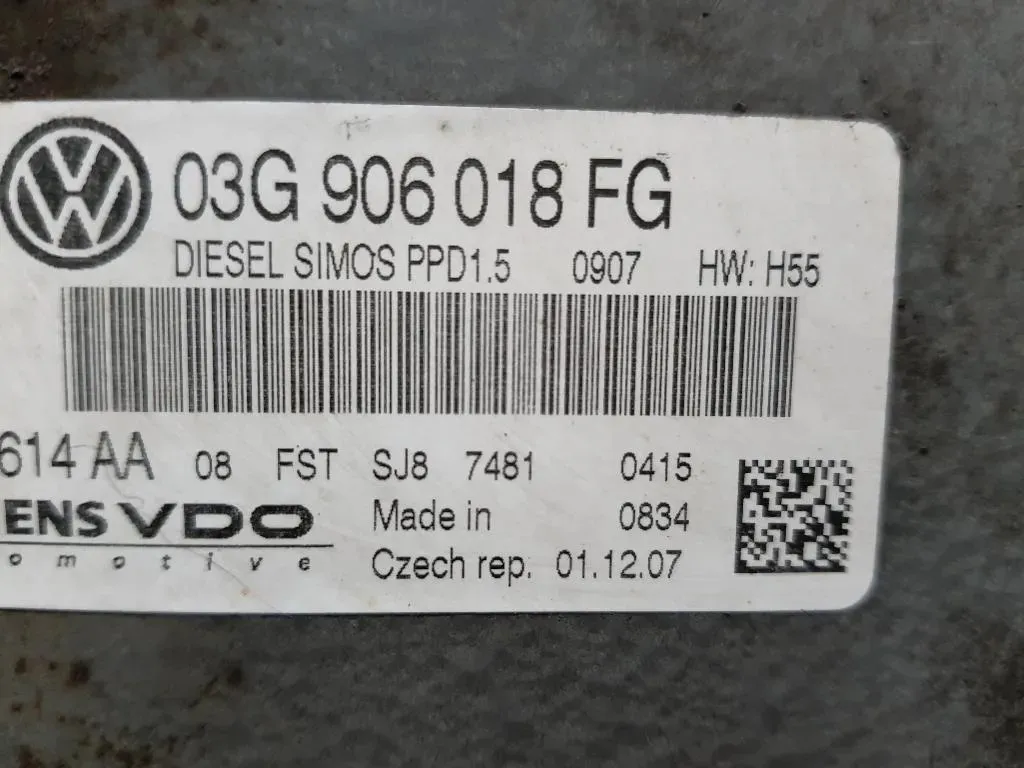 03G 906 018 FG
DIESEL SIMOS PPD1.5 0907 HW: H55
614 AA 08 FST SJ8 7481 0415
ENS VDO Made in 0834
omotive Czech rep. 01.12.07